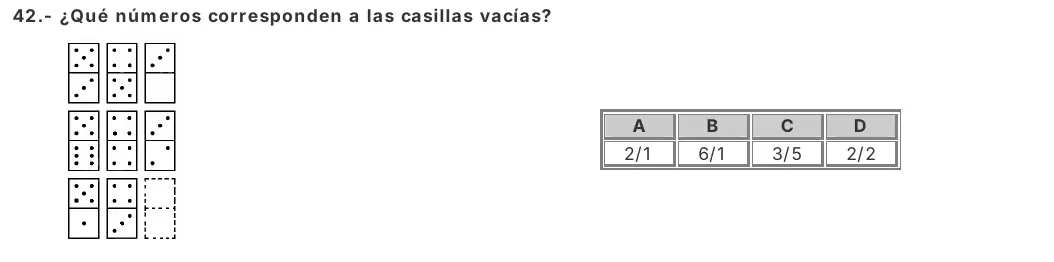 42.- ¿Qué números corresponden a las casillas vacías?
A B C D
2/1 6/1 3/5 2/2